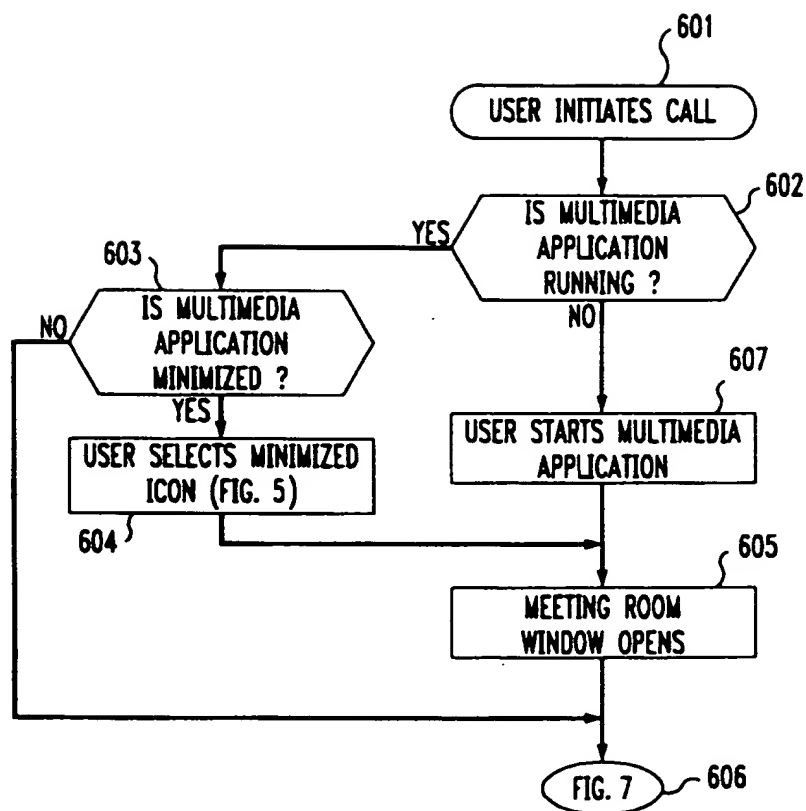 601
USER INITIATES CALL
602
IS MULTIMEDIA
APPLICATION
RUNNING ?
YES
NO
603
IS MULTIMEDIA
APPLICATION
MINIMIZED ?
NO
YES
607
USER STARTS MULTIMEDIA
APPLICATION
USER SELECTS MINIMIZED
ICON (FIG. 5)
604
605
MEETING ROOM
WINDOW OPENS
FIG. 7
606